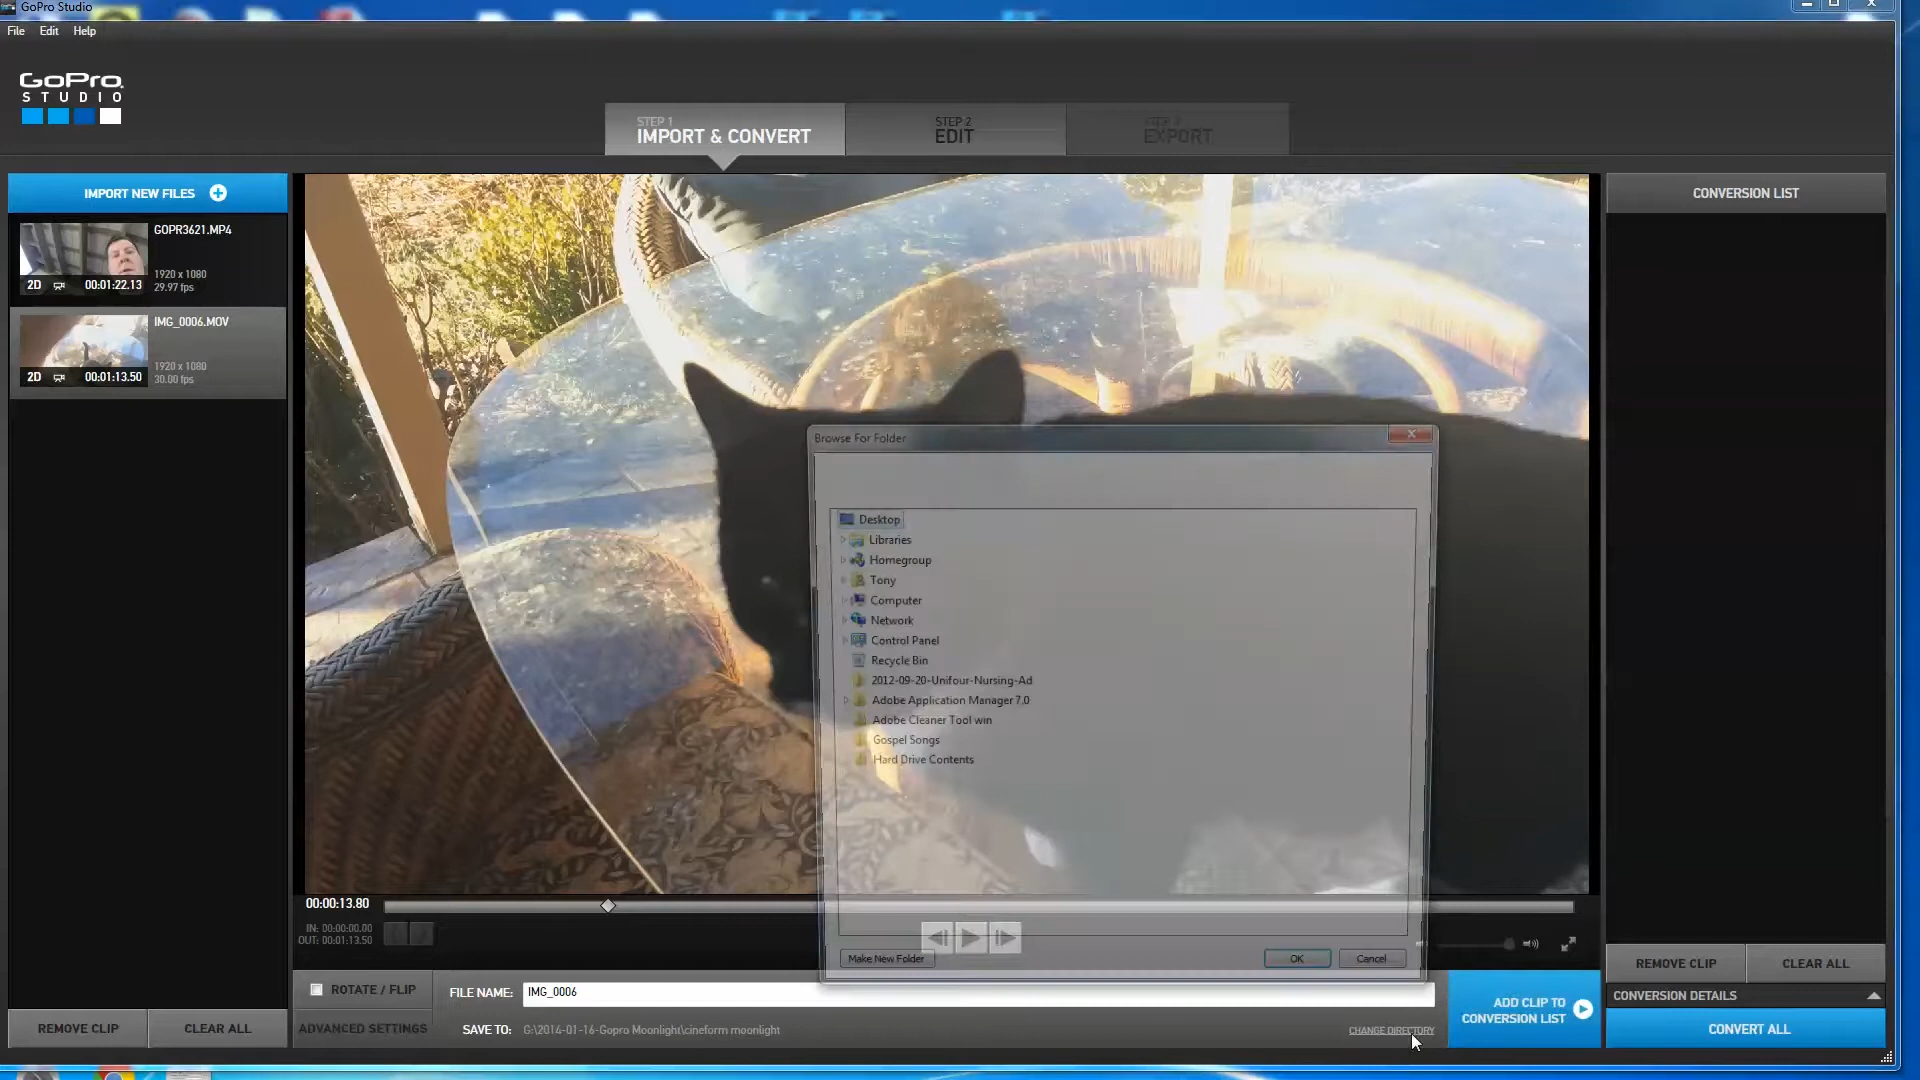 GoPro Studio
File Edit Help
GoPro
STUDIO
STEP 1
IMPORT & CONVERT
STEP 2
EDIT
EXPORT
IMPORT NEW FILES
CONVERSION LIST
GOPR3621.MP4
1920 x 1080
29.97 fps
2D 00:01:22.13
IMG_0006.MOV
1920 x 1080
30.00 fps
2D 00:01:13.50
Browse For Folder
Desktop
Libraries
Homegroup
Tony
Computer
Network
Control Panel
Recycle Bin
2012-09-20-Unifour-Nursing-Ad
Adobe Application Manager 7.0
Adobe Cleaner Tool win
Gospel Songs
Hard Drive Contents
Make New Folder OK Cancel
00:00:13.80
IN: 00:00:00.00
OUT: 00:01:13.50
ROTATE / FLIP
ADVANCED SETTINGS
FILE NAME: IMG_0006
SAVE TO: G:\2014-01-16-Gopro Moonlight\cineform moonlight
CHANGE DIRECTORY
ADD CLIP TO
CONVERSION LIST
REMOVE CLIP CLEAR ALL
REMOVE CLIP CLEAR ALL
CONVERSION DETAILS
CONVERT ALL